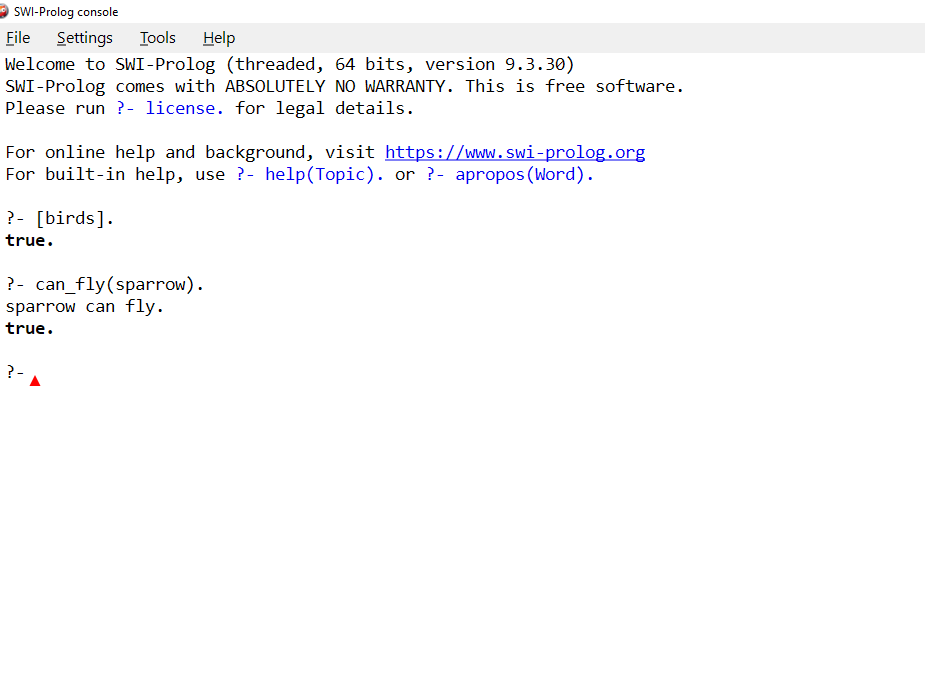 SWI-Prolog console
File Settings Tools Help
Welcome to SWI-Prolog (threaded, 64 bits, version 9.3.30)
SWI-Prolog comes with ABSOLUTELY NO WARRANTY. This is free software.
Please run ?- license. for legal details.
For online help and background, visit https://www.swi-prolog.org
For built-in help, use ?- help(Topic). or ?- apropos(Word).
?- [birds].
true.
?- can_fly(sparrow).
sparrow can fly.
true.
?-